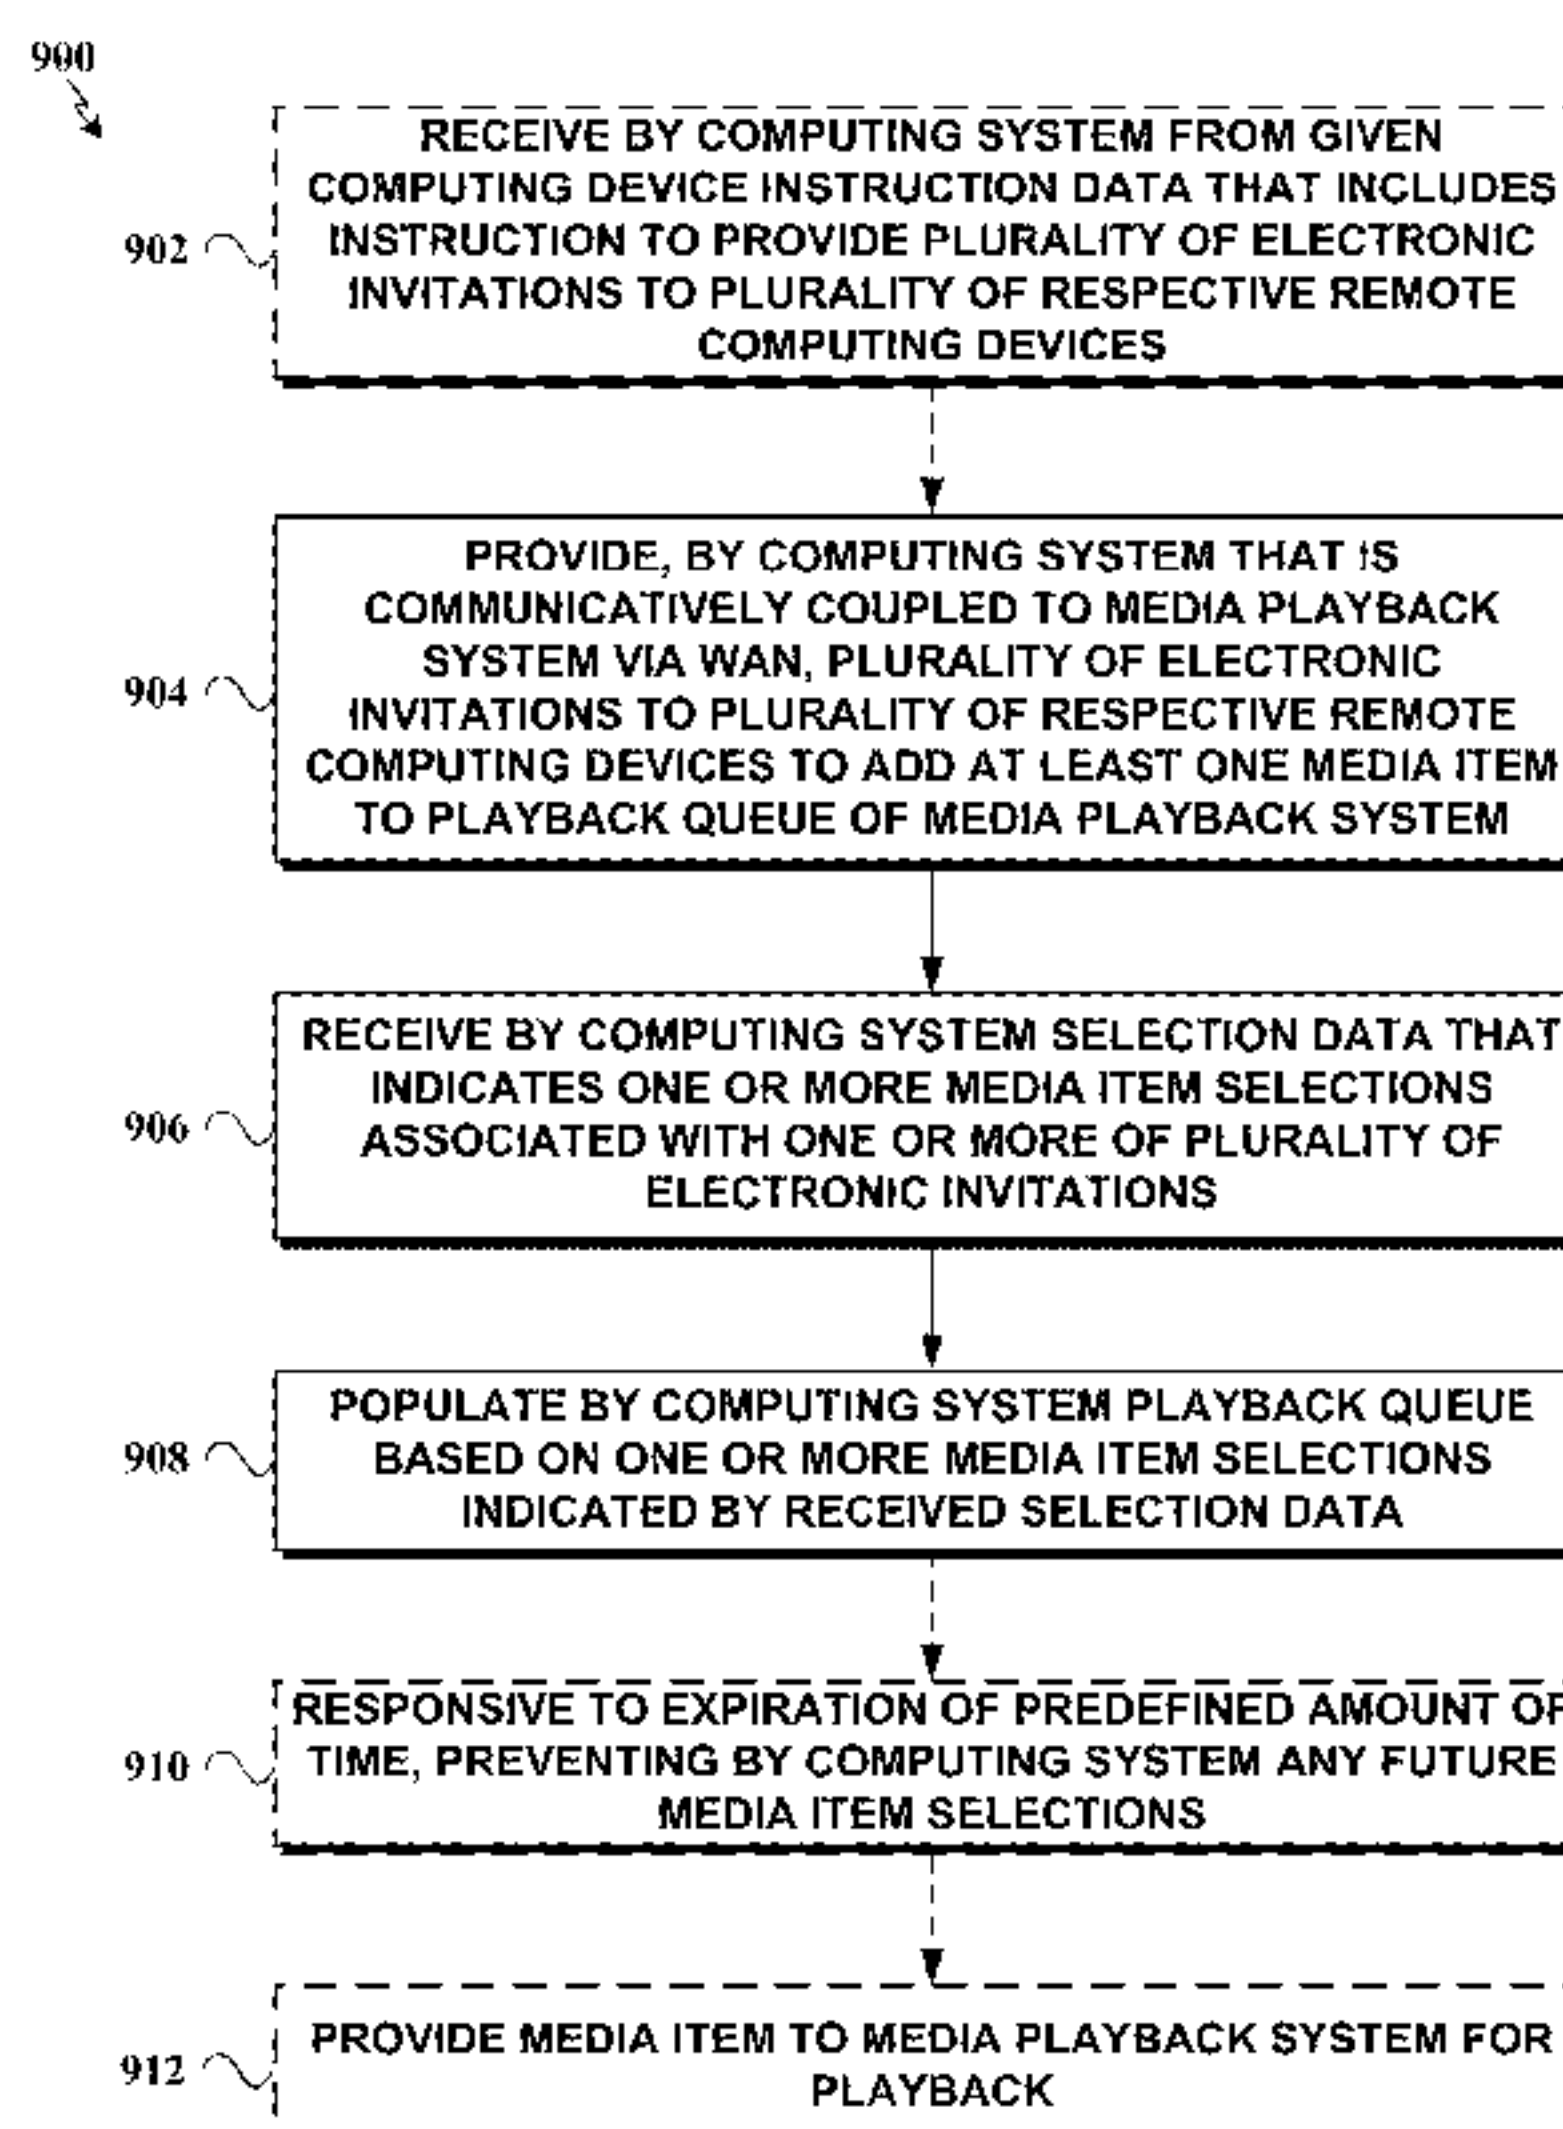 900
RECEIVE BY COMPUTING SYSTEM FROM GIVEN
COMPUTING DEVICE INSTRUCTION DATA THAT INCLUDES
INSTRUCTION TO PROVIDE PLURALITY OF ELECTRONIC
INVITATIONS TO PLURALITY OF RESPECTIVE REMOTE
COMPUTING DEVICES
902
PROVIDE, BY COMPUTING SYSTEM THAT IS
COMMUNICATIVELY COUPLED TO MEDIA PLAYBACK
SYSTEM VIA WAN, PLURALITY OF ELECTRONIC
INVITATIONS TO PLURALITY OF RESPECTIVE REMOTE
COMPUTING DEVICES TO ADD AT LEAST ONE MEDIA ITEM
TO PLAYBACK QUEUE OF MEDIA PLAYBACK SYSTEM
904
RECEIVE BY COMPUTING SYSTEM SELECTION DATA THAT
INDICATES ONE OR MORE MEDIA ITEM SELECTIONS
ASSOCIATED WITH ONE OR MORE OF PLURALITY OF
ELECTRONIC INVITATIONS
906
POPULATE BY COMPUTING SYSTEM PLAYBACK QUEUE
BASED ON ONE OR MORE MEDIA ITEM SELECTIONS
INDICATED BY RECEIVED SELECTION DATA
908
RESPONSIVE TO EXPIRATION OF PREDEFINED AMOUNT OF
TIME, PREVENTING BY COMPUTING SYSTEM ANY FUTURE
MEDIA ITEM SELECTIONS
910
PROVIDE MEDIA ITEM TO MEDIA PLAYBACK SYSTEM FOR
PLAYBACK
912